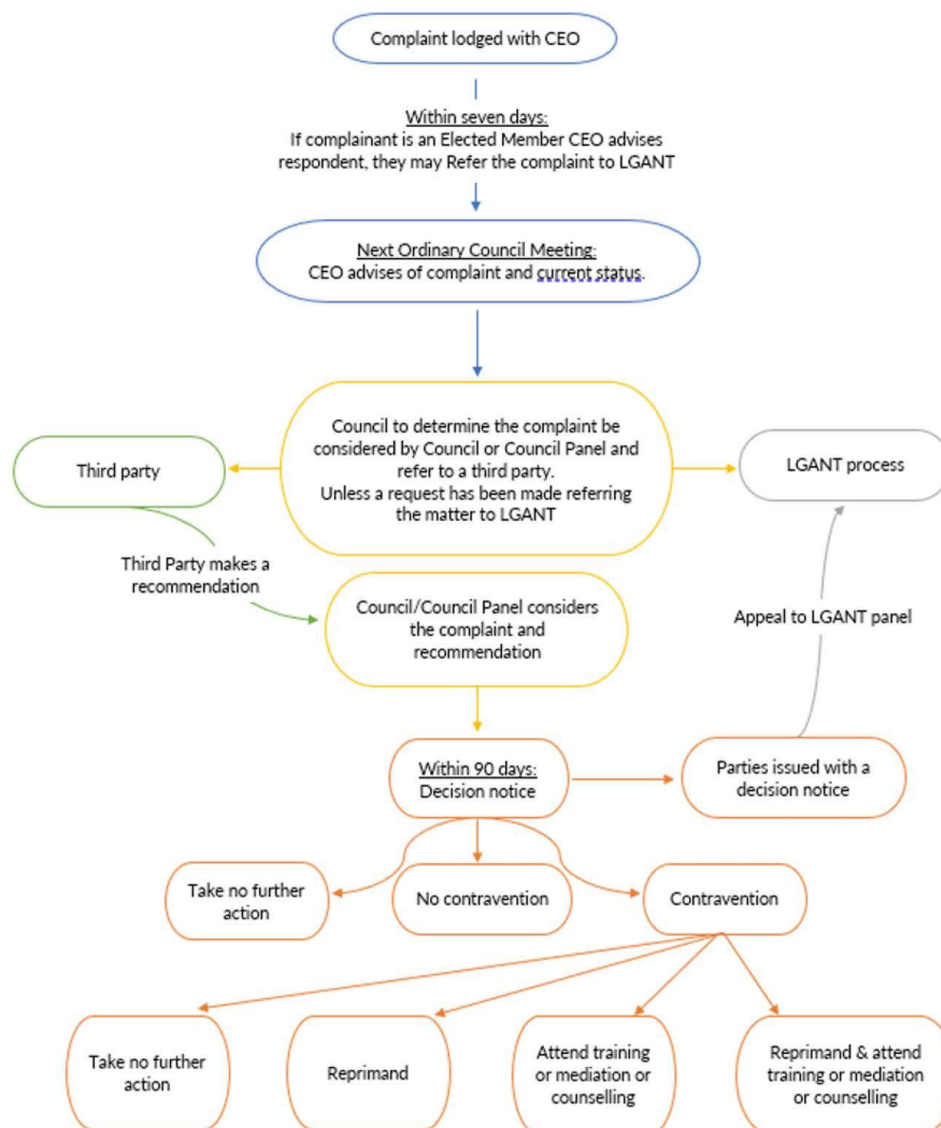 Complaint lodged with CEO
Within seven days:
If complainant is an Elected Member CEO advises
respondent, they may Refer the complaint to LGANT
Next Ordinary Council Meeting:
CEO advises of complaint and current status.
Council to determine the complaint be
considered by Council or Council Panel and
refer to a third party.
Unless a request has been made referring
the matter to LGANT
Third party
LGANT process
Third Party makes a
recommendation
Council/Council Panel considers
the complaint and
recommendation
Appeal to LGANT panel
Within 90 days:
Decision notice
Parties issued with a
decision notice
Take no further
action
No contravention
Contravention
Take no further
action
Reprimand
Attend training
or mediation or
counselling
Reprimand & attend
training or mediation
or counselling